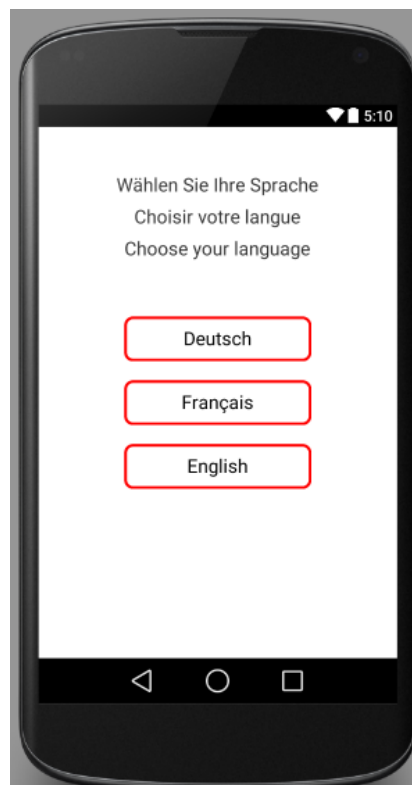 5:10
Wählen Sie Ihre Sprache
Choisir votre langue
Choose your language
Deutsch
Français
English